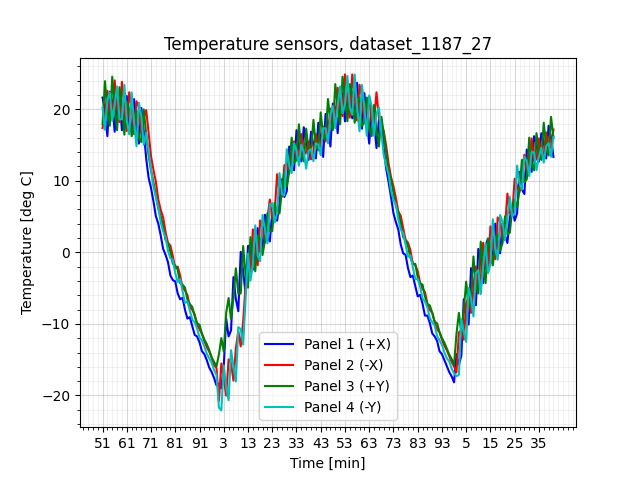 Temperature sensors, dataset_1187_27
Temperature [deg C]
20
10
0
−10
−20
Panel 1 (+X)
Panel 2 (-X)
Panel 3 (+Y)
Panel 4 (-Y)
51 61 71 81 91 3 13 23 33 43 53 63 73 83 93 5 15 25 35
Time [min]